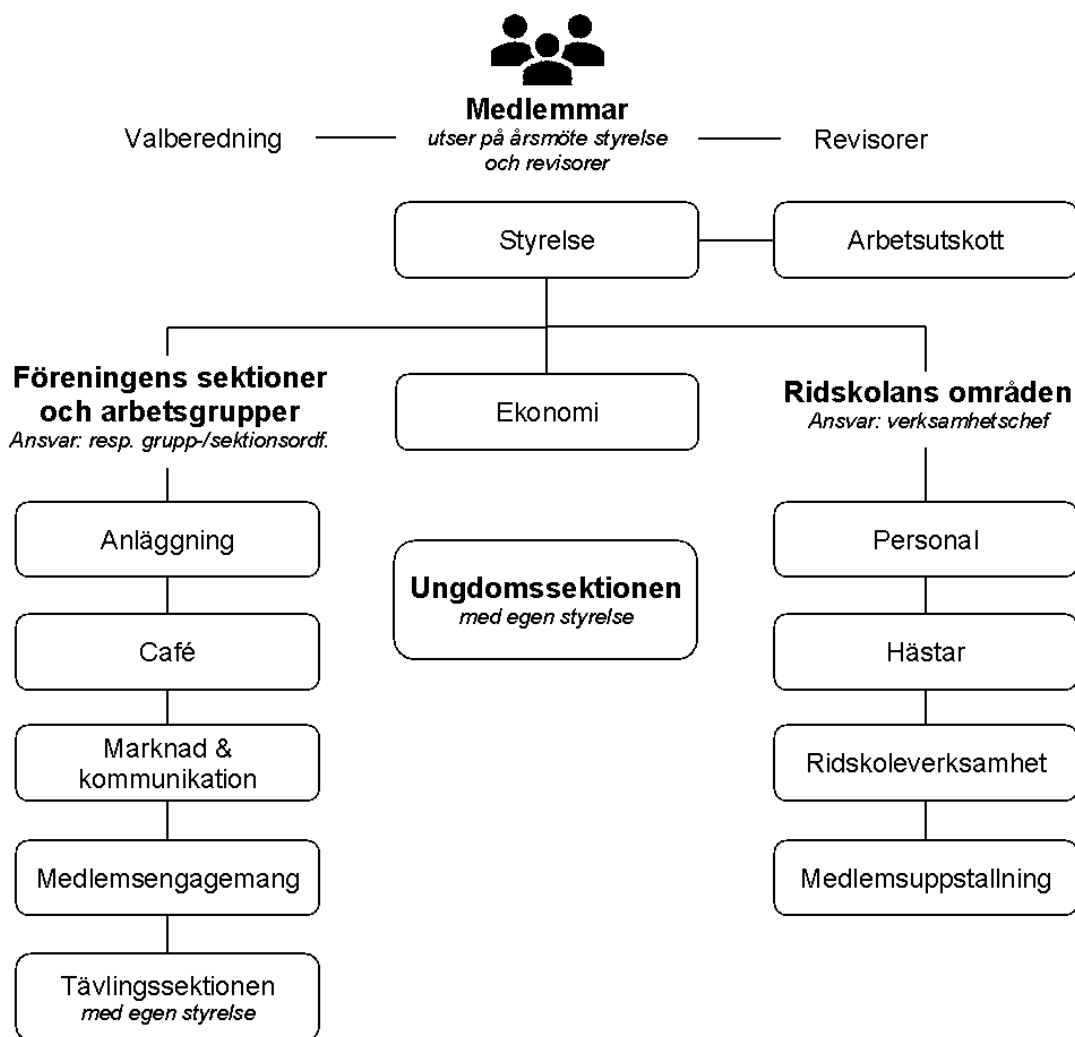 Medlemmar
utser på årsmöte styrelse
och revisorer
Valberedning
Revisorer
Styrelse
Arbetsutskott
Föreningens sektioner
och arbetsgrupper
Ansvar: resp. grupp-/sektionsordf.
Ekonomi
Ridskolans områden
Ansvar: verksamhetschef
Anläggning
Café
Marknad &
kommunikation
Medlemsengagemang
Tävlingssektionen
med egen styrelse
Ungdomssektionen
med egen styrelse
Personal
Hästar
Ridskoleverksamhet
Medlemsuppstallning